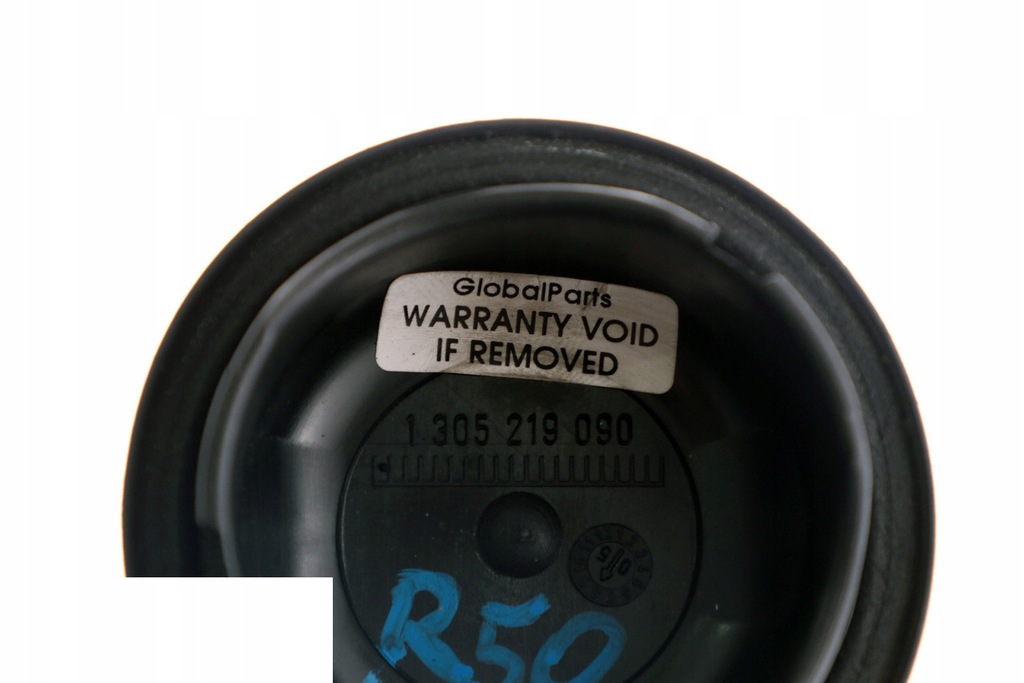 GlobalParts
WARRANTY VOID
IF REMOVED
1 305 219 090
R50